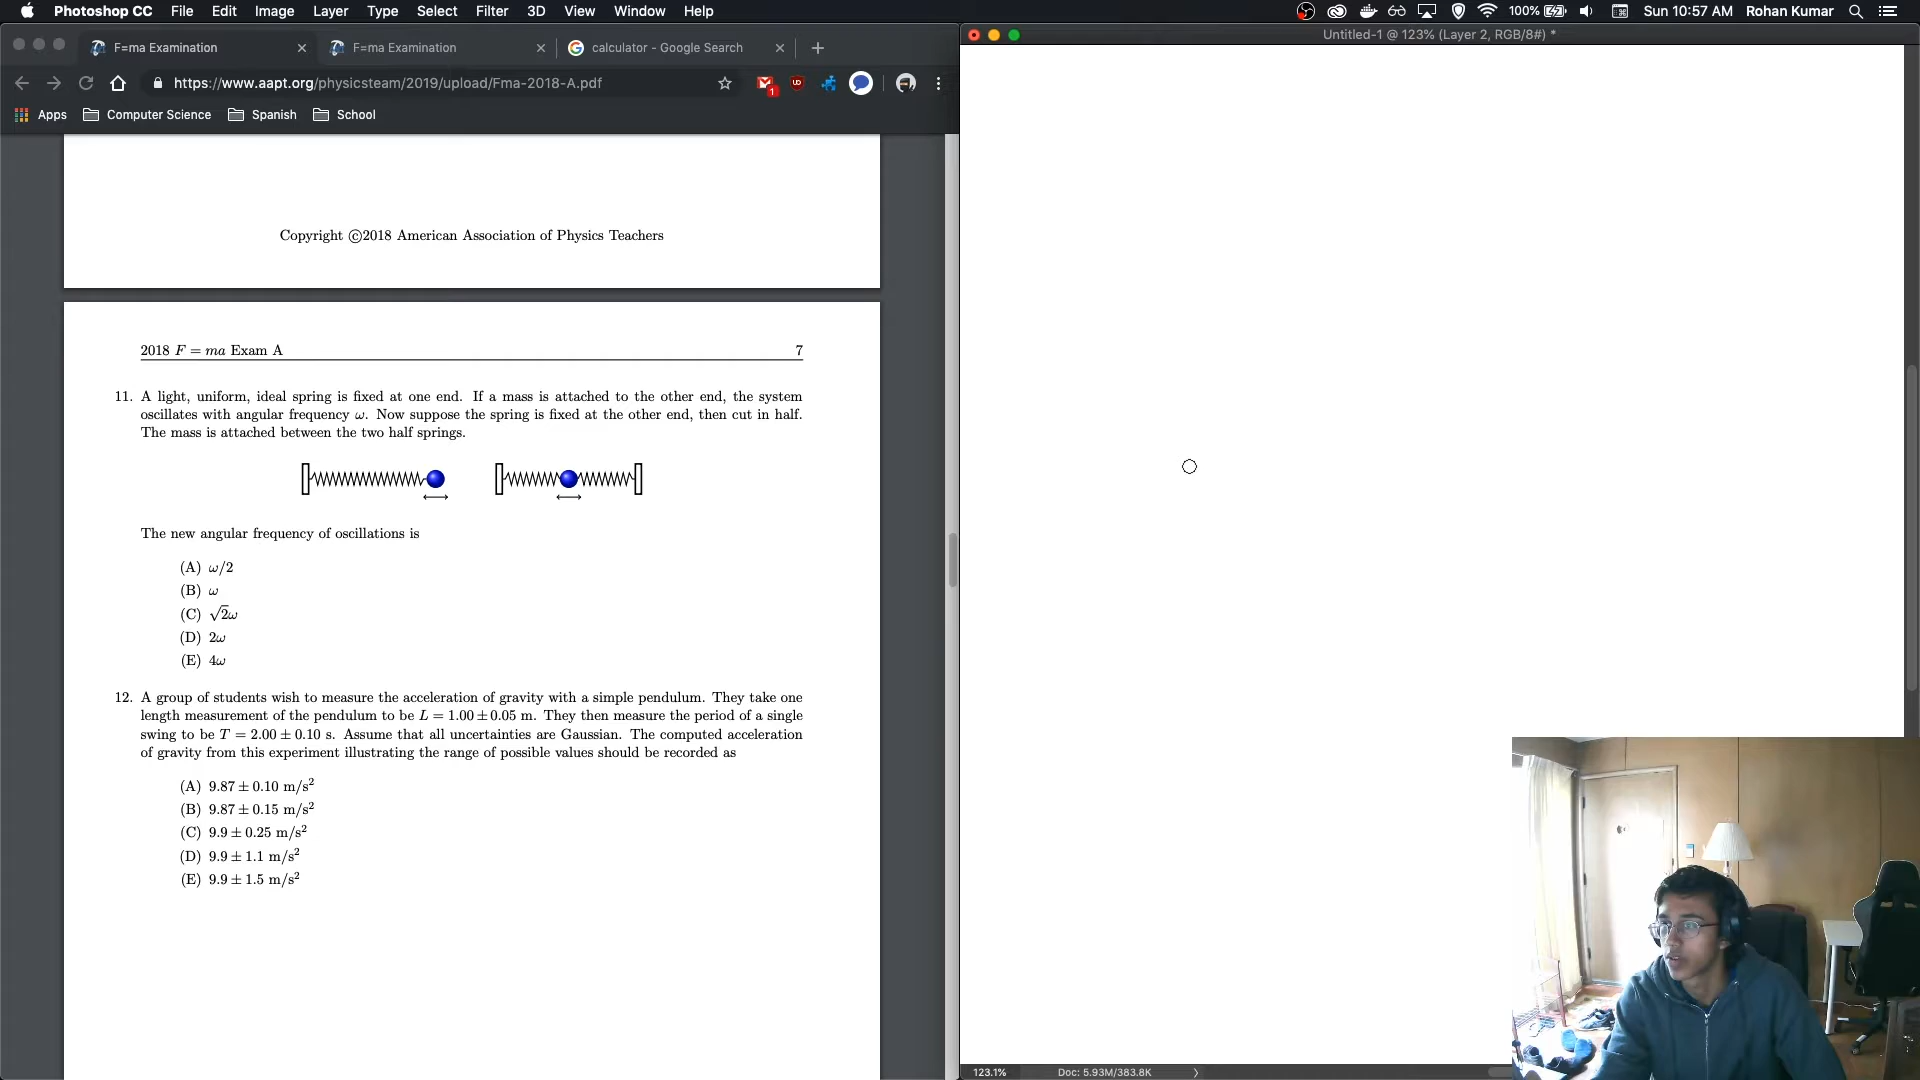 Photoshop CC File Edit Image Layer Type Select Filter 3D View Window Help
100% Sun 10:57 AM Rohan Kumar
F=ma Examination
F=ma Examination
calculator - Google Search
https://www.aapt.org/physicsteam/2019/upload/Fma-2018-A.pdf
1
Apps Computer Science Spanish School
Untitled-1 @ 123% (Layer 2, RGB/8#) *
Copyright ©2018 American Association of Physics Teachers
2018 F = ma Exam A 7
11. A light, uniform, ideal spring is fixed at one end. If a mass is attached to the other end, the system
oscillates with angular frequency ω. Now suppose the spring is fixed at the other end, then cut in half.
The mass is attached between the two half springs.
The new angular frequency of oscillations is
(A) ω/2
(B) ω
(C) √2ω
(D) 2ω
(E) 4ω
12. A group of students wish to measure the acceleration of gravity with a simple pendulum. They take one
length measurement of the pendulum to be L = 1.00 ± 0.05 m. They then measure the period of a single
swing to be T = 2.00 ± 0.10 s. Assume that all uncertainties are Gaussian. The computed acceleration
of gravity from this experiment illustrating the range of possible values should be recorded as
(A) 9.87 ± 0.10 m/s²
(B) 9.87 ± 0.15 m/s²
(C) 9.9 ± 0.25 m/s²
(D) 9.9 ± 1.1 m/s²
(E) 9.9 ± 1.5 m/s²
123.1% Doc: 5.93M/383.8K